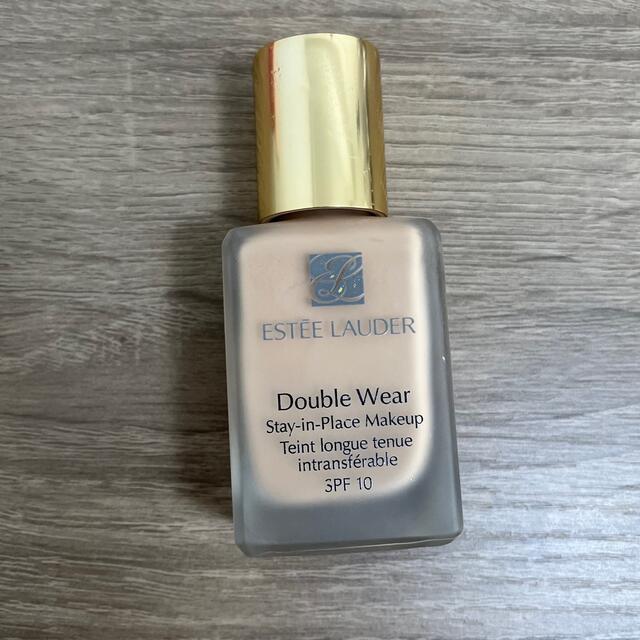 ESTĒE LAUDER
Double Wear
Stay-in-Place Makeup
Teint longue tenue
intransférable
SPF 10